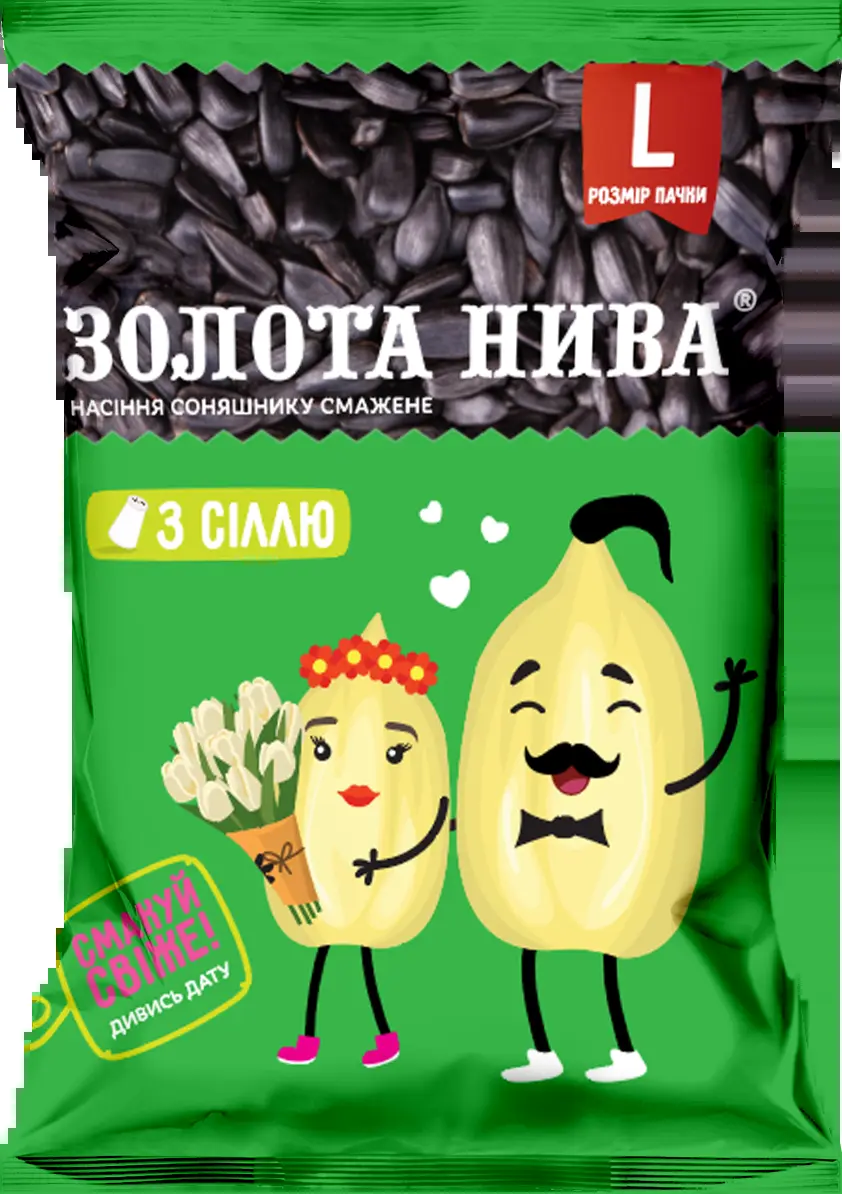 L
РОЗМІР ПАЧКИ
ЗОЛОТА НИВА®
НАСІННЯ СОНЯШНИКУ СМАЖЕНЕ
З СІЛЛЮ
СМАКУЙ
СВІЖЕ!
ДИВИСЬ ДАТУ